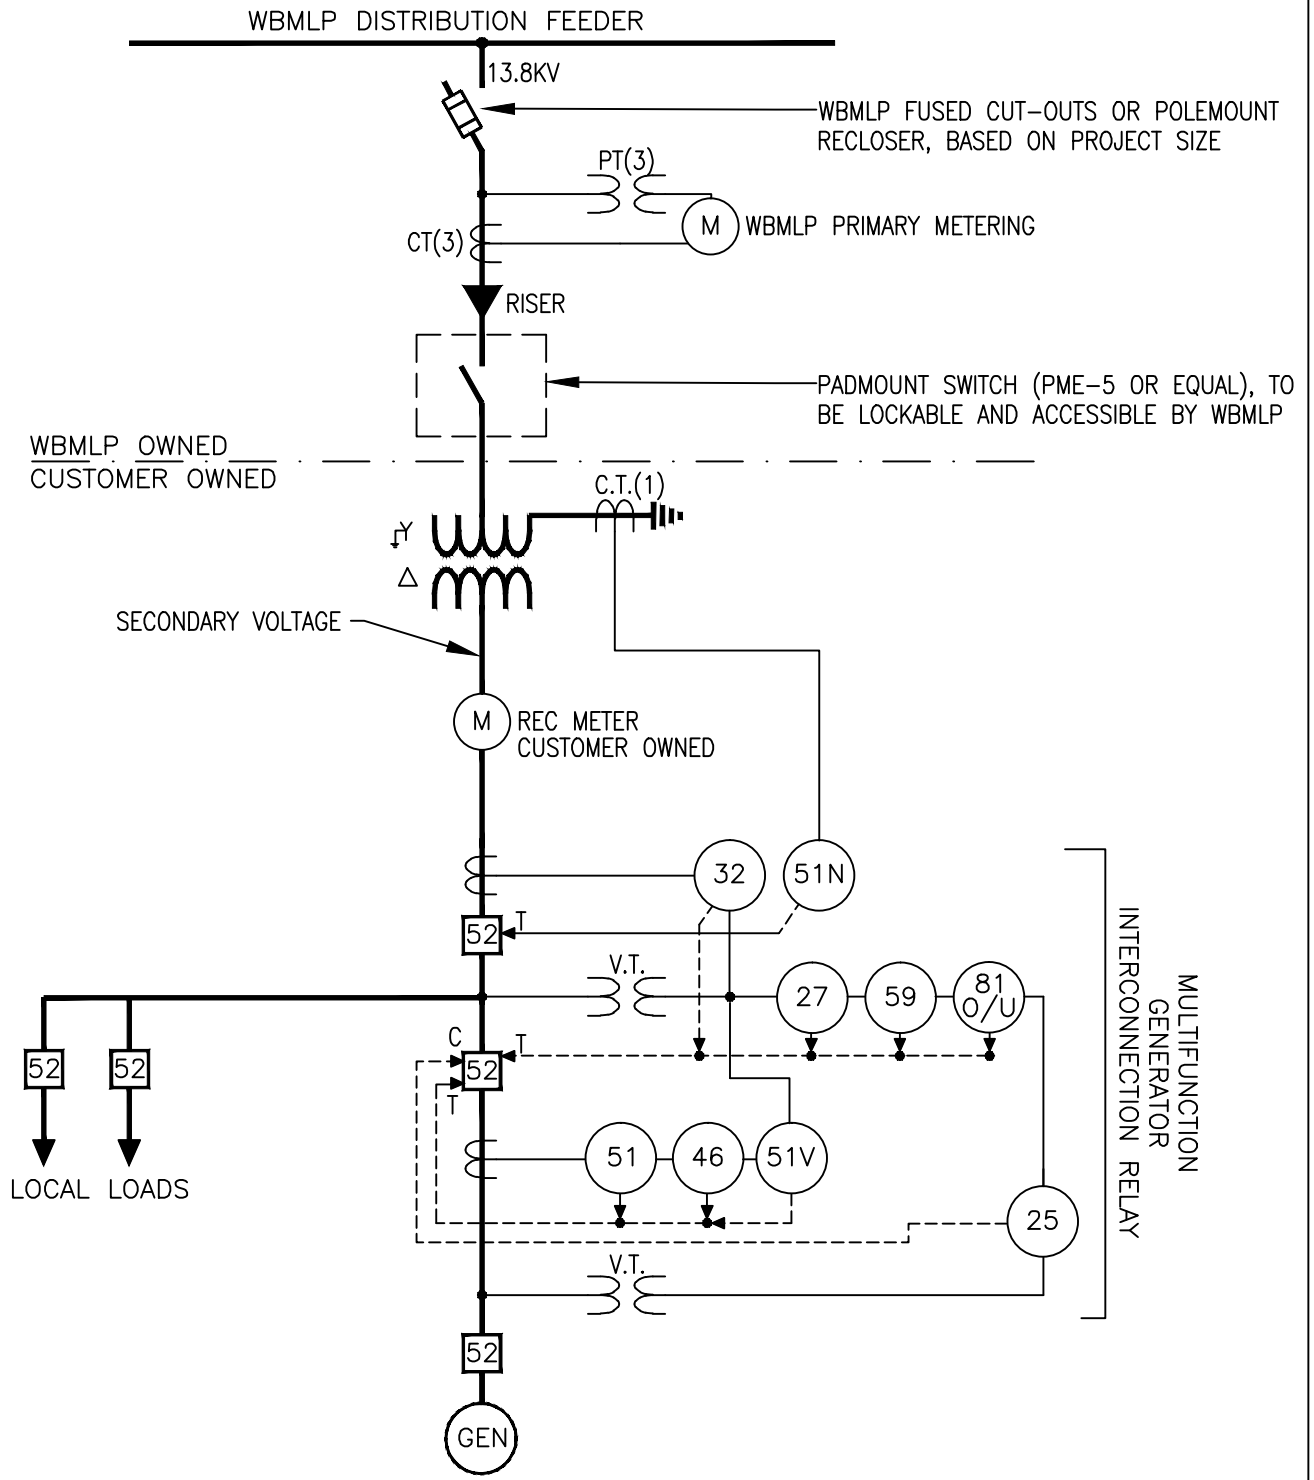 WBMLP DISTRIBUTION FEEDER
13.8KV
WBMLP FUSED CUT-OUTS OR POLEMOUNT
RECLOSER, BASED ON PROJECT SIZE
PT(3)
M
WBMLP PRIMARY METERING
CT(3)
RISER
PADMOUNT SWITCH (PME-5 OR EQUAL), TO
BE LOCKABLE AND ACCESSIBLE BY WBMLP
WBMLP OWNED
CUSTOMER OWNED
C.T.(1)
Y
SECONDARY VOLTAGE
M
REC METER
CUSTOMER OWNED
32
51N
52
T
V.T.
27
59
81
O/U
C
T
52
52
52
T
51
46
51V
LOCAL LOADS
25
V.T.
52
GEN
MULTIFUNCTION
GENERATOR
INTERCONNECTION RELAY